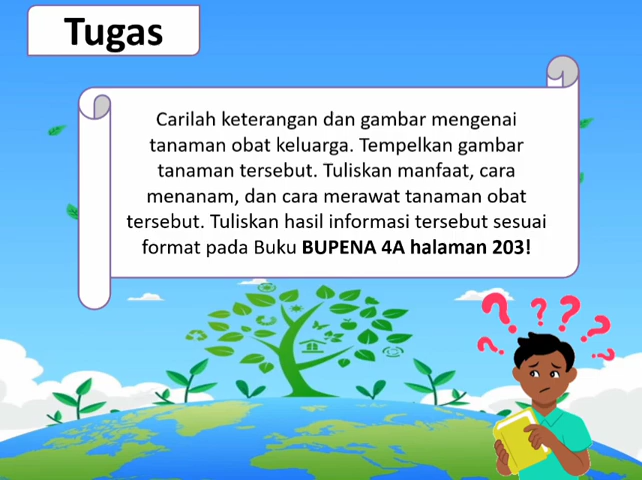 Tugas
Carilah keterangan dan gambar mengenai
tanaman obat keluarga. Tempelkan gambar
tanaman tersebut. Tuliskan manfaat, cara
menanam, dan cara merawat tanaman obat
tersebut. Tuliskan hasil informasi tersebut sesuai
format pada Buku BUPENA 4A halaman 203!